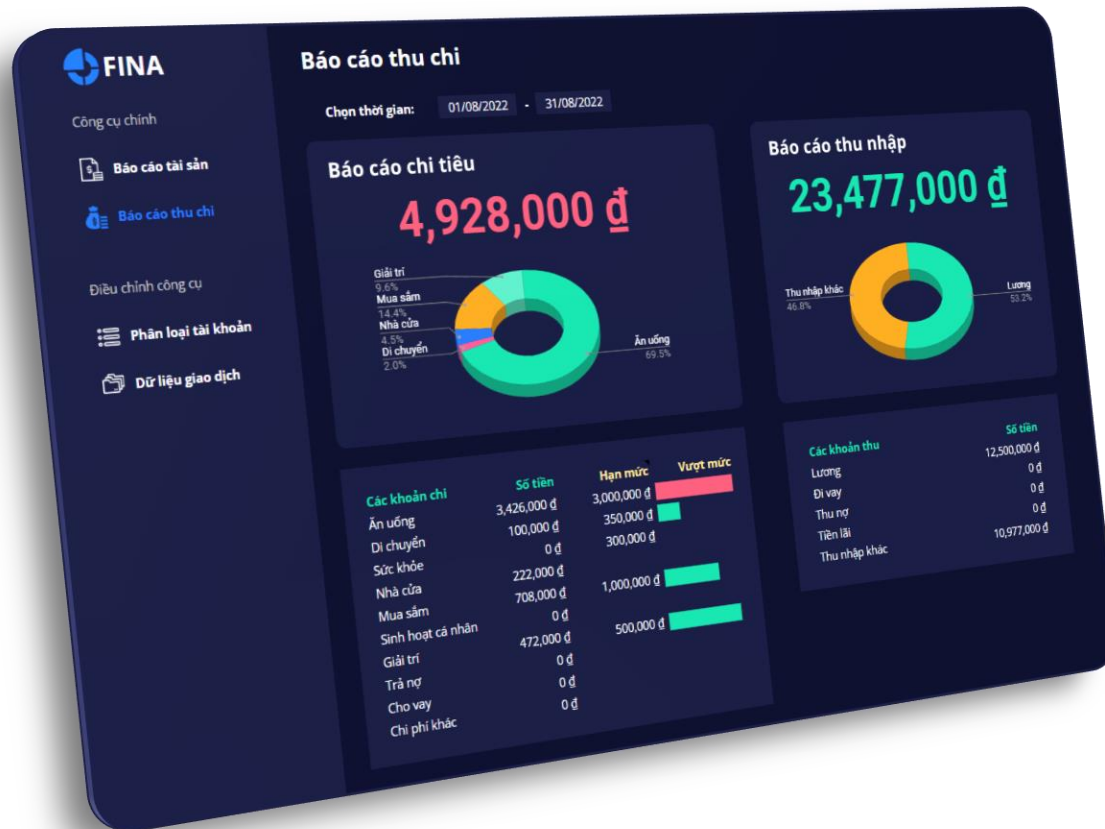 FINA
Công cụ chính
Báo cáo tài sản
Báo cáo thu chi
Điều chỉnh công cụ
Phân loại tài khoản
Dữ liệu giao dịch
Báo cáo thu chi
Chọn thời gian: 01/08/2022 - 31/08/2022
Báo cáo chi tiêu
4,928,000 ₫
Giải trí
9.6%
Mua sắm
14.4%
Nhà cửa
4.5%
Di chuyển
2.0%
Ăn uống
69.5%
Báo cáo thu nhập
23,477,000 ₫
Thu nhập khác
46.8%
Lương
53.2%
Các khoản chi Số tiền Hạn mức Vượt mức
Ăn uống 3,426,000 ₫ 3,000,000 ₫
Di chuyển 100,000 ₫ 350,000 ₫
Sức khỏe 0 ₫ 300,000 ₫
Nhà cửa 222,000 ₫
Mua sắm 708,000 ₫ 1,000,000 ₫
Sinh hoạt cá nhân 0 ₫
Giải trí 472,000 ₫ 500,000 ₫
Trả nợ 0 ₫
Cho vay 0 ₫
Chi phí khác 0 ₫
Các khoản thu Số tiền
Lương 12,500,000 ₫
Đi vay 0 ₫
Thu nợ 0 ₫
Tiền lãi 0 ₫
Thu nhập khác 10,977,000 ₫